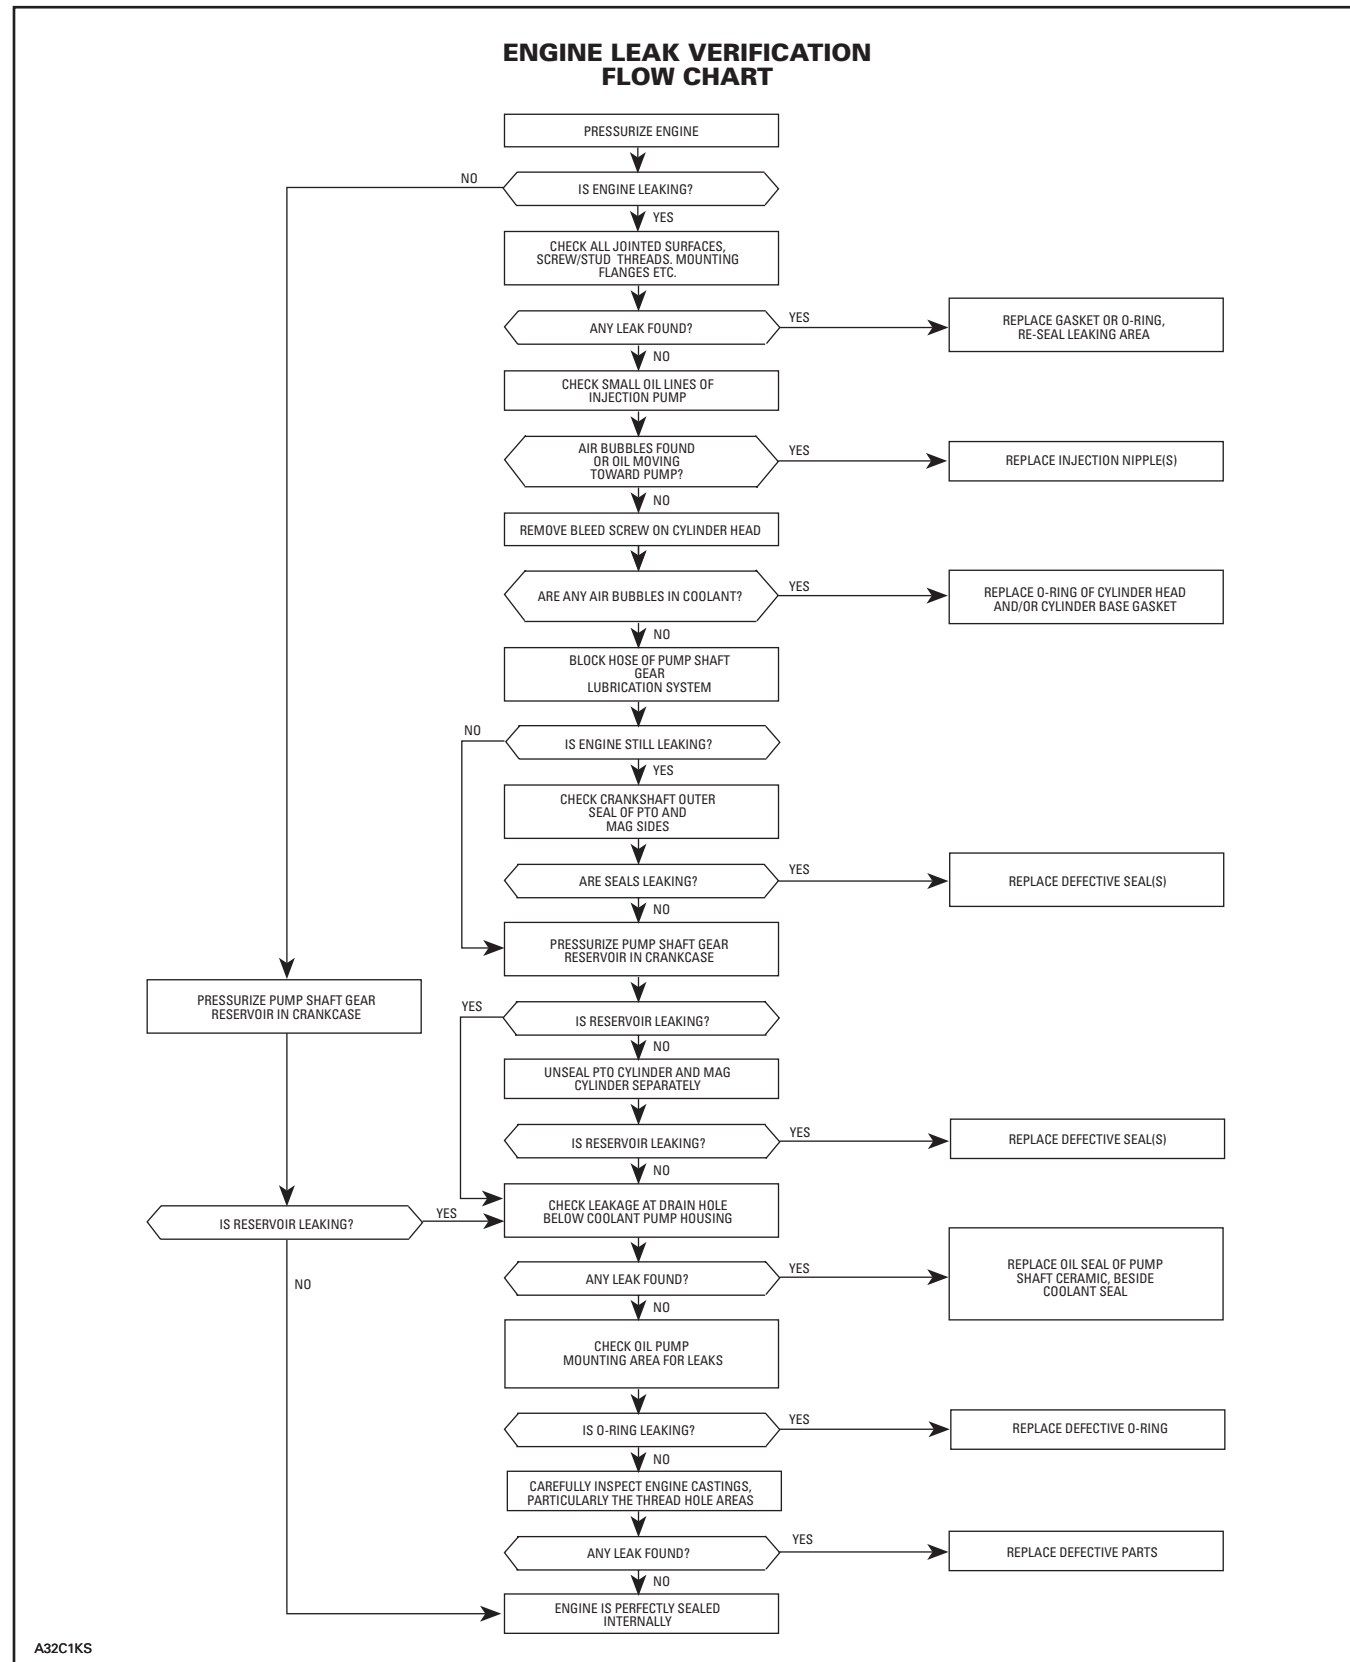 ENGINE LEAK VERIFICATION
FLOW CHART
PRESSURIZE ENGINE
NO
IS ENGINE LEAKING?
YES
CHECK ALL JOINTED SURFACES,
SCREW/STUD THREADS. MOUNTING
FLANGES ETC.
ANY LEAK FOUND?
YES
REPLACE GASKET OR O-RING,
RE-SEAL LEAKING AREA
NO
CHECK SMALL OIL LINES OF
INJECTION PUMP
AIR BUBBLES FOUND
OR OIL MOVING
TOWARD PUMP?
YES
REPLACE INJECTION NIPPLE(S)
NO
REMOVE BLEED SCREW ON CYLINDER HEAD
ARE ANY AIR BUBBLES IN COOLANT?
YES
REPLACE O-RING OF CYLINDER HEAD
AND/OR CYLINDER BASE GASKET
NO
BLOCK HOSE OF PUMP SHAFT
GEAR
LUBRICATION SYSTEM
NO
IS ENGINE STILL LEAKING?
YES
CHECK CRANKSHAFT OUTER
SEAL OF PTO AND
MAG SIDES
ARE SEALS LEAKING?
YES
REPLACE DEFECTIVE SEAL(S)
NO
PRESSURIZE PUMP SHAFT GEAR
RESERVOIR IN CRANKCASE
PRESSURIZE PUMP SHAFT GEAR
RESERVOIR IN CRANKCASE
YES
IS RESERVOIR LEAKING?
NO
UNSEAL PTO CYLINDER AND MAG
CYLINDER SEPARATELY
IS RESERVOIR LEAKING?
YES
REPLACE DEFECTIVE SEAL(S)
NO
CHECK LEAKAGE AT DRAIN HOLE
BELOW COOLANT PUMP HOUSING
IS RESERVOIR LEAKING?
YES
NO
ANY LEAK FOUND?
YES
REPLACE OIL SEAL OF PUMP
SHAFT CERAMIC, BESIDE
COOLANT SEAL
NO
CHECK OIL PUMP
MOUNTING AREA FOR LEAKS
IS O-RING LEAKING?
YES
REPLACE DEFECTIVE O-RING
NO
CAREFULLY INSPECT ENGINE CASTINGS,
PARTICULARLY THE THREAD HOLE AREAS
ANY LEAK FOUND?
YES
REPLACE DEFECTIVE PARTS
NO
ENGINE IS PERFECTLY SEALED
INTERNALLY
A32C1KS